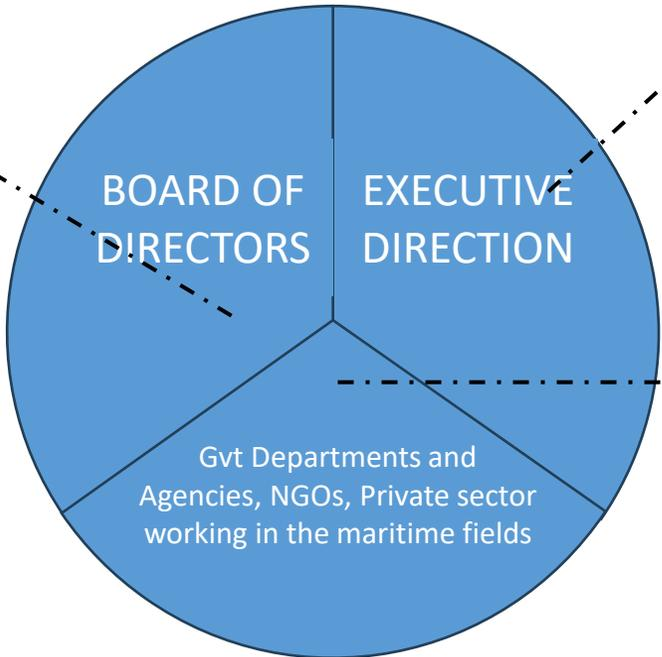 BOARD OF
DIRECTORS
EXECUTIVE
DIRECTION
Gvt Departments and
Agencies, NGOs, Private sector
working in the maritime fields